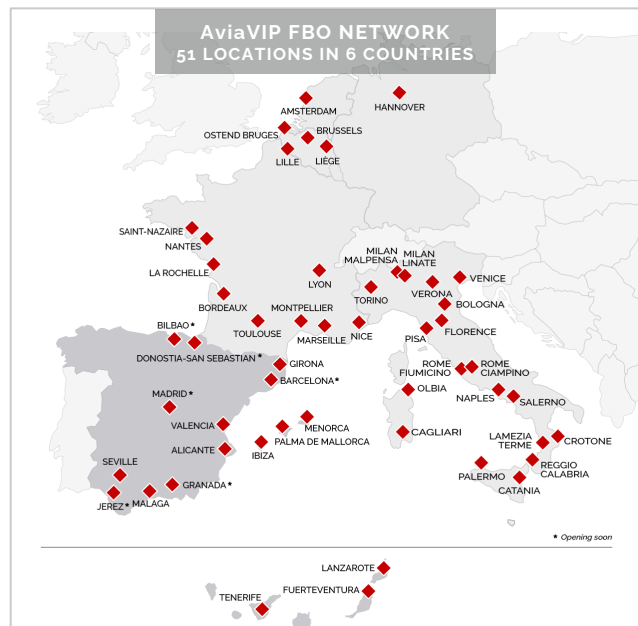 AviaVIP FBO NETWORK
51 LOCATIONS IN 6 COUNTRIES
AMSTERDAM
HANNOVER
OSTEND BRUGES
BRUSSELS
LILLE
LIÈGE
SAINT-NAZAIRE
NANTES
LA ROCHELLE
LYON
MILAN
MALPENSA
MILAN
LINATE
VENICE
TORINO
VERONA
BORDEAUX
MONTPELLIER
BOLOGNA
BILBAO *
TOULOUSE
MARSEILLE
NICE
PISA
FLORENCE
DONOSTIA-SAN SEBASTIAN *
GIRONA
ROME
FIUMICINO
ROME
CIAMPINO
BARCELONA *
OLBIA
MADRID *
NAPLES
SALERNO
VALENCIA
MENORCA
CAGLIARI
ALICANTE
IBIZA
PALMA DE MALLORCA
LAMEZIA
TERME
CROTONE
SEVILLE
PALERMO
REGGIO
CALABRIA
GRANADA *
CATANIA
JEREZ *
MALAGA
* Opening soon
LANZAROTE
FUERTEVENTURA
TENERIFE